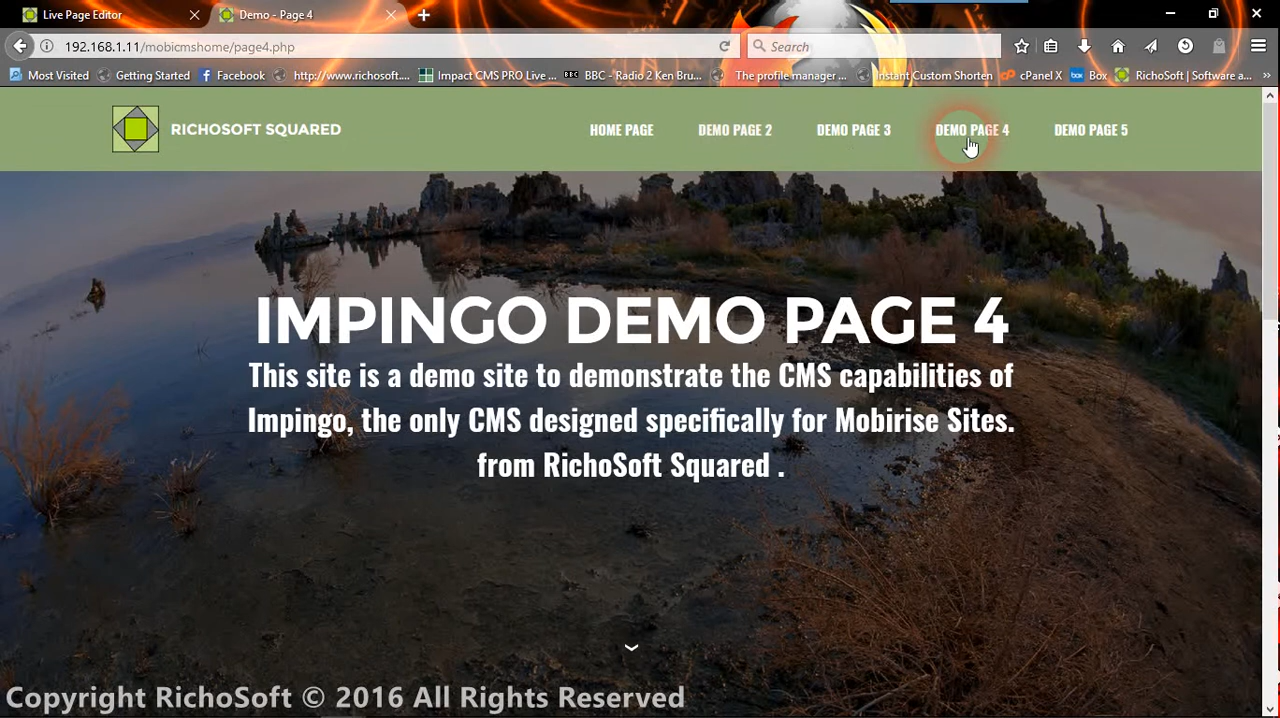 Live Page Editor
Demo - Page 4
192.168.1.11/mobicmshome/page4.php
Search
Most Visited
Getting Started
Facebook
http://www.richosoft....
Impact CMS PRO Live ...
BBC - Radio 2 Ken Bru...
The profile manager ...
Instant Custom Shorten
cPanel X
Box
RichoSoft | Software a...
RICHOSOFT SQUARED
HOME PAGE
DEMO PAGE 2
DEMO PAGE 3
DEMO PAGE 4
DEMO PAGE 5
IMPINGO DEMO PAGE 4
This site is a demo site to demonstrate the CMS capabilities of
Impingo, the only CMS designed specifically for Mobirise Sites.
from RichoSoft Squared .
Copyright RichoSoft © 2016 All Rights Reserved